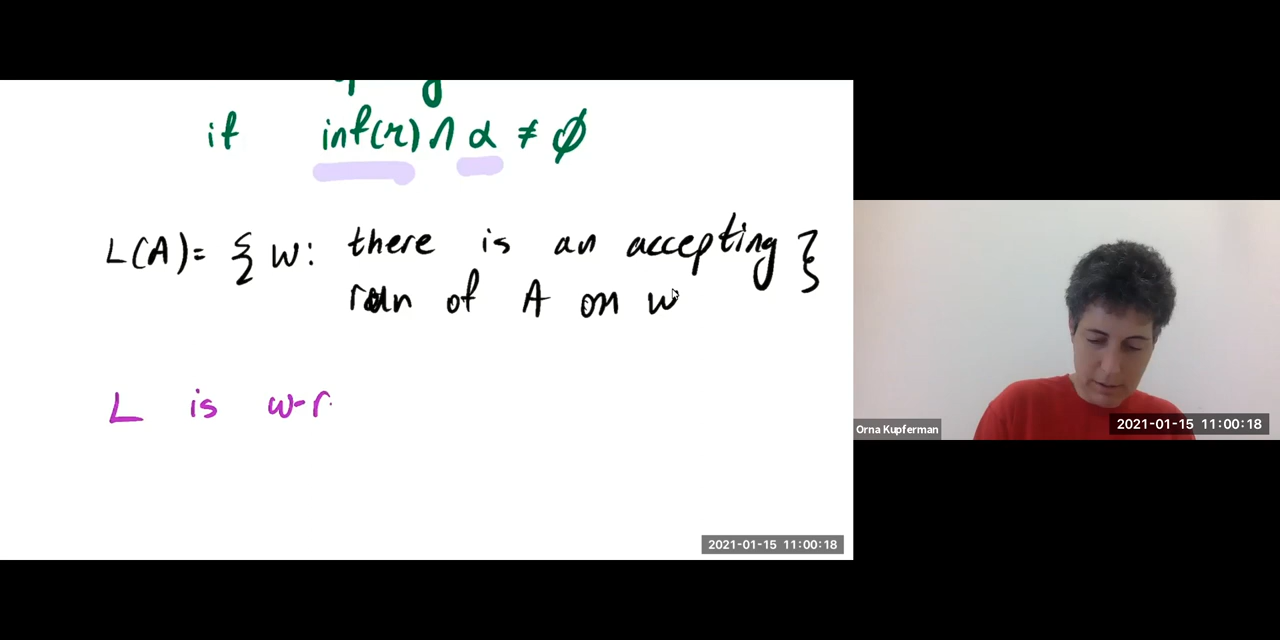 if inf(r) ∩ α ≠ ∅
L(A) = { w: there is an accepting }
run of A on w
L is w-r
Orna Kupferman
2021-01-15 11:00:18
2021-01-15 11:00:18